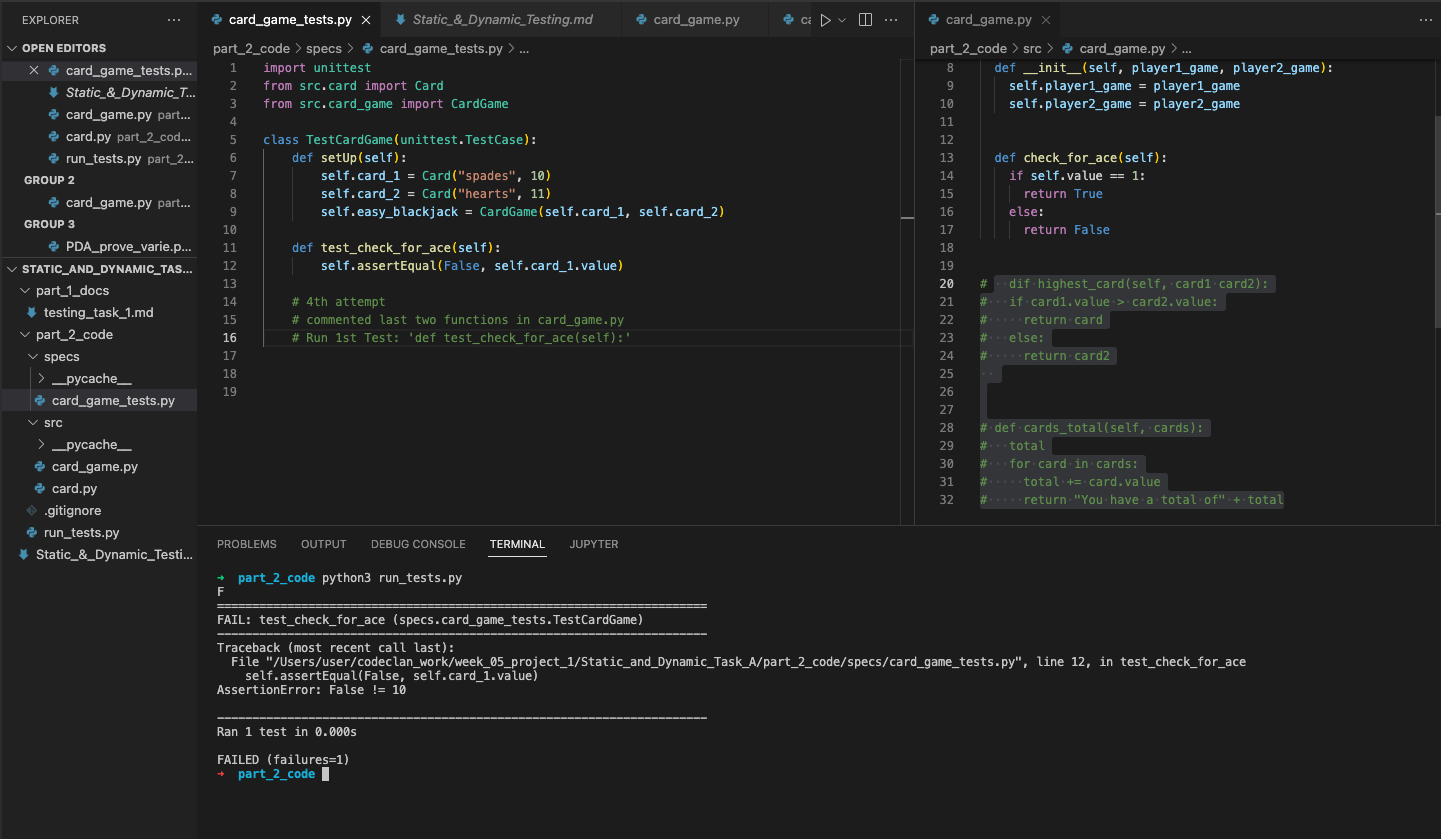 EXPLORER
OPEN EDITORS
card_game_tests.p...
Static_&_Dynamic_T...
card_game.py part...
card.py part_2_cod...
run_tests.py part_2...
GROUP 2
card_game.py part...
GROUP 3
PDA_prove_varie.p...
STATIC_AND_DYNAMIC_TAS...
part_1_docs
testing_task_1.md
part_2_code
specs
__pycache__
card_game_tests.py
src
__pycache__
card_game.py
card.py
.gitignore
run_tests.py
Static_&_Dynamic_Testi...
card_game_tests.py Static_&_Dynamic_Testing.md card_game.py ca
part_2_code > specs > card_game_tests.py > ...
1 import unittest
2 from src.card import Card
3 from src.card_game import CardGame
4
5 class TestCardGame(unittest.TestCase):
6 def setUp(self):
7 self.card_1 = Card("spades", 10)
8 self.card_2 = Card("hearts", 11)
9 self.easy_blackjack = CardGame(self.card_1, self.card_2)
10
11 def test_check_for_ace(self):
12 self.assertEqual(False, self.card_1.value)
13
14 # 4th attempt
15 # commented last two functions in card_game.py
16 # Run 1st Test: 'def test_check_for_ace(self):'
17
18
19
card_game.py
part_2_code > src > card_game.py > ...
8 def __init__(self, player1_game, player2_game):
9 self.player1_game = player1_game
10 self.player2_game = player2_game
11
12
13 def check_for_ace(self):
14 if self.value == 1:
15 return True
16 else:
17 return False
18
19
20 # ··dif·highest_card(self,·card1·card2):
21 #···if·card1.value·>·card2.value:
22 #·····return·card
23 #···else:
24 #·····return·card2
25 ··
26
27
28 #·def·cards_total(self,·cards):
29 #···total
30 #···for·card·in·cards:
31 #·····total·+=·card.value
32 #·····return·"You·have·a·total·of"·+·total
PROBLEMS OUTPUT DEBUG CONSOLE TERMINAL JUPYTER
➜ part_2_code python3 run_tests.py
F
======================================================================
FAIL: test_check_for_ace (specs.card_game_tests.TestCardGame)
----------------------------------------------------------------------
Traceback (most recent call last):
File "/Users/user/codeclan_work/week_05_project_1/Static_and_Dynamic_Task_A/part_2_code/specs/card_game_tests.py", line 12, in test_check_for_ace
self.assertEqual(False, self.card_1.value)
AssertionError: False != 10
----------------------------------------------------------------------
Ran 1 test in 0.000s
FAILED (failures=1)
➜ part_2_code